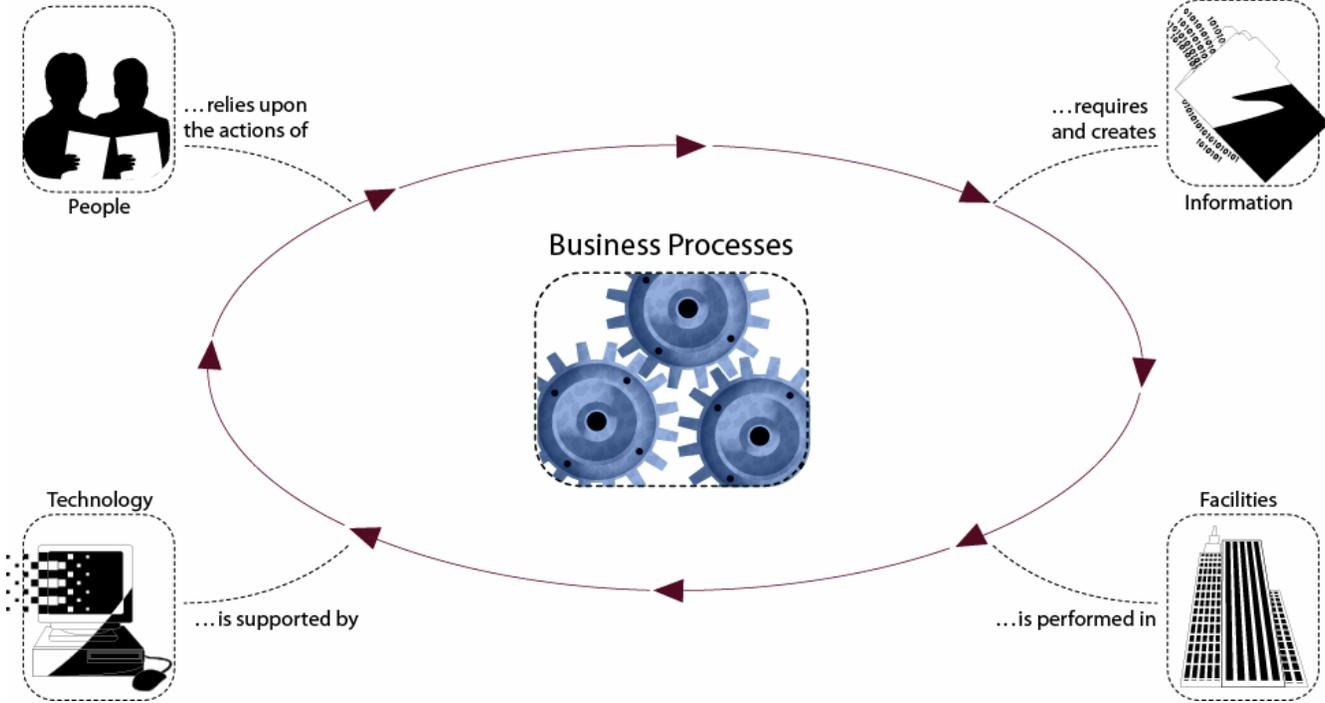 …relies upon
the actions of
People
…requires
and creates
Information
Business Processes
Technology
…is supported by
Facilities
…is performed in